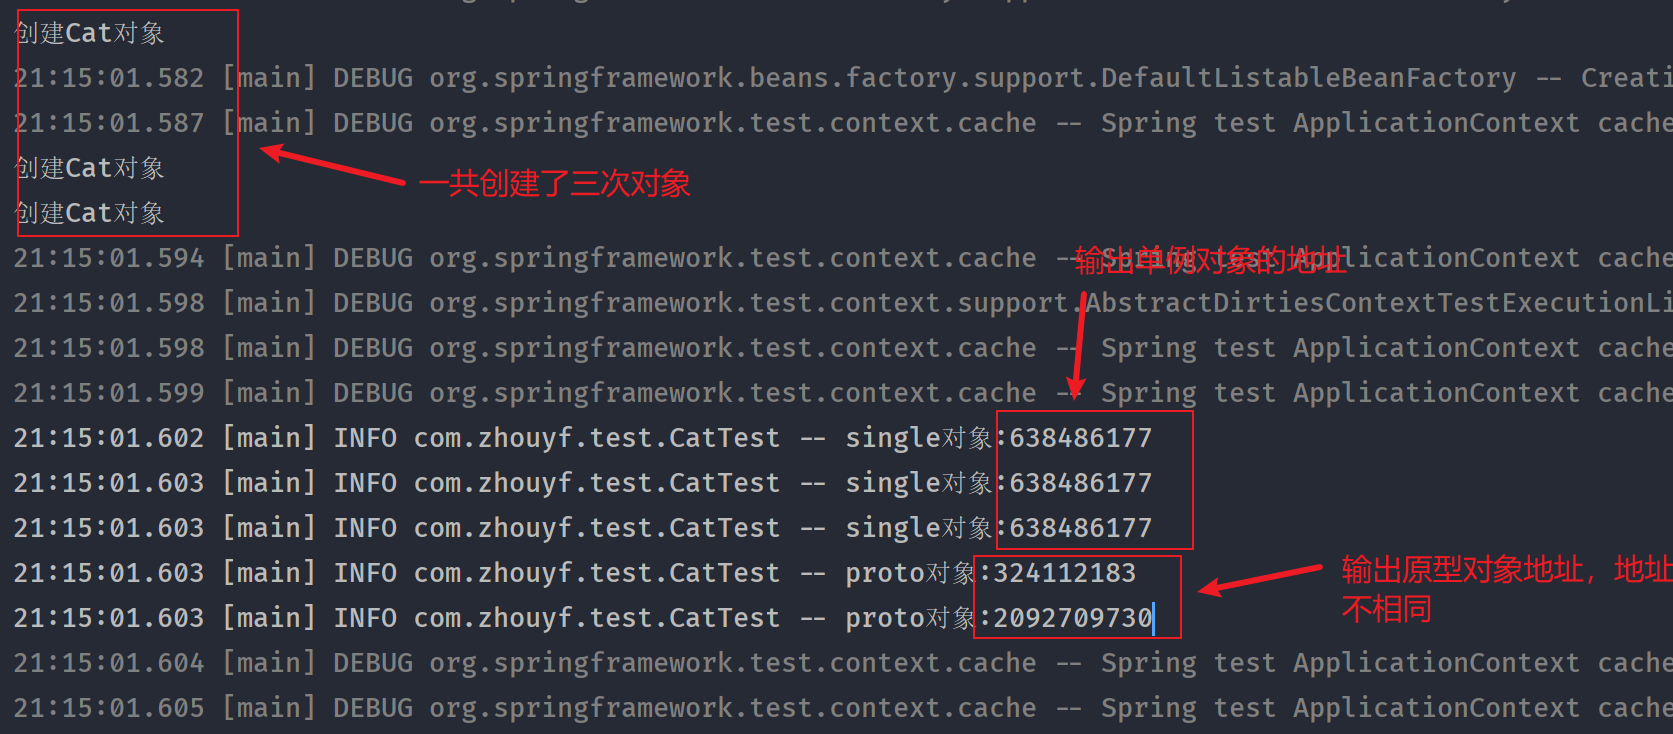 创建Cat对象
21:15:01.582 [main] DEBUG org.springframework.beans.factory.support.DefaultListableBeanFactory -- Creati
21:15:01.587 [main] DEBUG org.springframework.test.context.cache -- Spring test ApplicationContext cache
创建Cat对象
一共创建了三次对象
创建Cat对象
21:15:01.594 [main] DEBUG org.springframework.test.context.cache -- Spring test ApplicationContext cache
输出单例对象的地址
21:15:01.598 [main] DEBUG org.springframework.test.context.support.AbstractDirtiesContextTestExecutionLi
21:15:01.598 [main] DEBUG org.springframework.test.context.cache -- Spring test ApplicationContext cache
21:15:01.599 [main] DEBUG org.springframework.test.context.cache -- Spring test ApplicationContext cache
21:15:01.602 [main] INFO com.zhouyf.test.CatTest -- single对象:638486177
21:15:01.603 [main] INFO com.zhouyf.test.CatTest -- single对象:638486177
21:15:01.603 [main] INFO com.zhouyf.test.CatTest -- single对象:638486177
21:15:01.603 [main] INFO com.zhouyf.test.CatTest -- proto对象:324112183
输出原型对象地址，地址
不相同
21:15:01.603 [main] INFO com.zhouyf.test.CatTest -- proto对象:2092709730
21:15:01.604 [main] DEBUG org.springframework.test.context.cache -- Spring test ApplicationContext cache
21:15:01.605 [main] DEBUG org.springframework.test.context.cache -- Spring test ApplicationContext cache